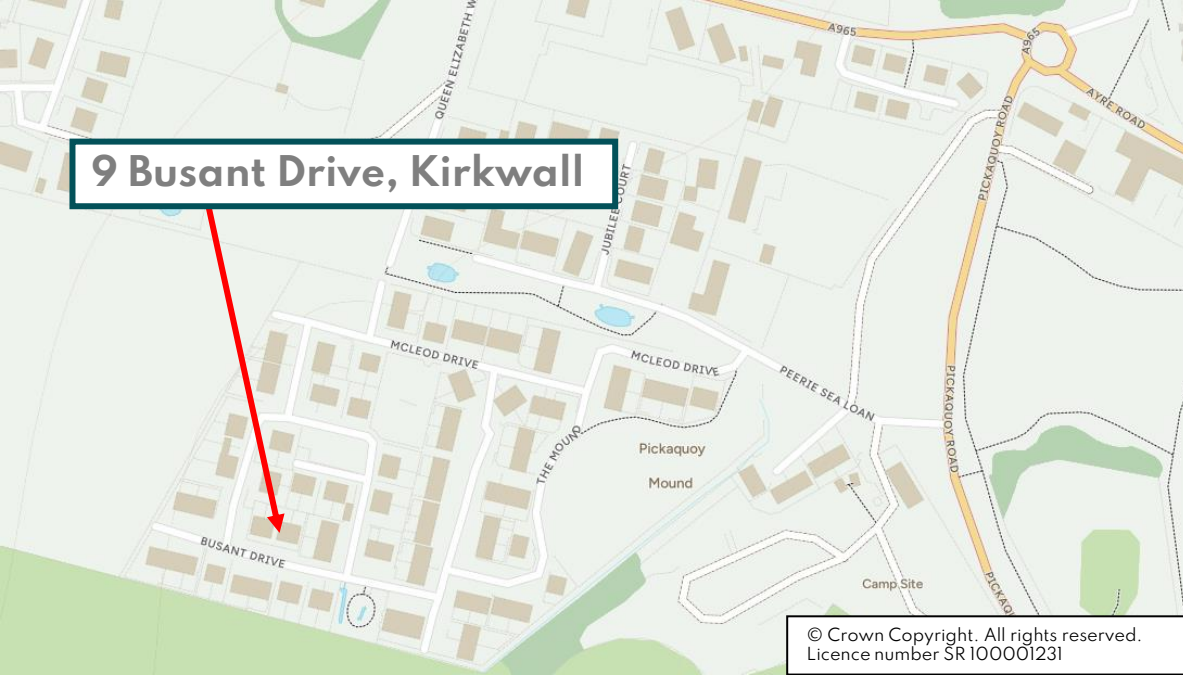 A965
QUEEN ELIZABETH W
A965
AYRE ROAD
PICKAQUOY ROAD
9 Busant Drive, Kirkwall
JUBILEE COURT
MCLEOD DRIVE
MCLEOD DRIVE
PEERIE SEA LOAN
PICKAQUOY ROAD
THE MOUND
Pickaquoy
Mound
BUSANT DRIVE
Camp Site
PICKAQU
© Crown Copyright. All rights reserved.
Licence number SR 100001231